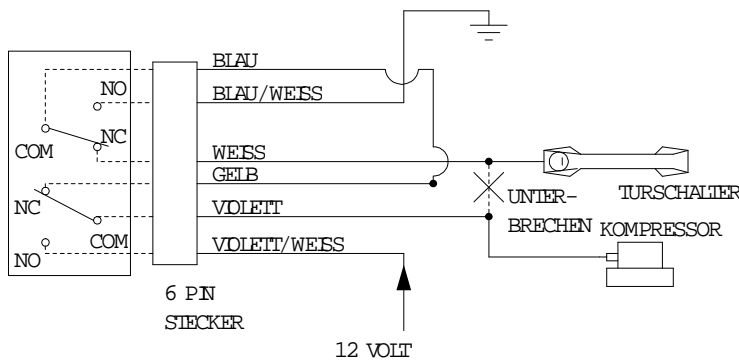 BLAU
NO
BLAU/WEISS
NC
COM
WEISS
GELB
NC
VIOLETT
COM
NO
VIOLETT/WEISS
6 PIN
STECKER
12 VOLT
UNTER-
BRECHEN
TURSCHALTER
KOMPRESSOR